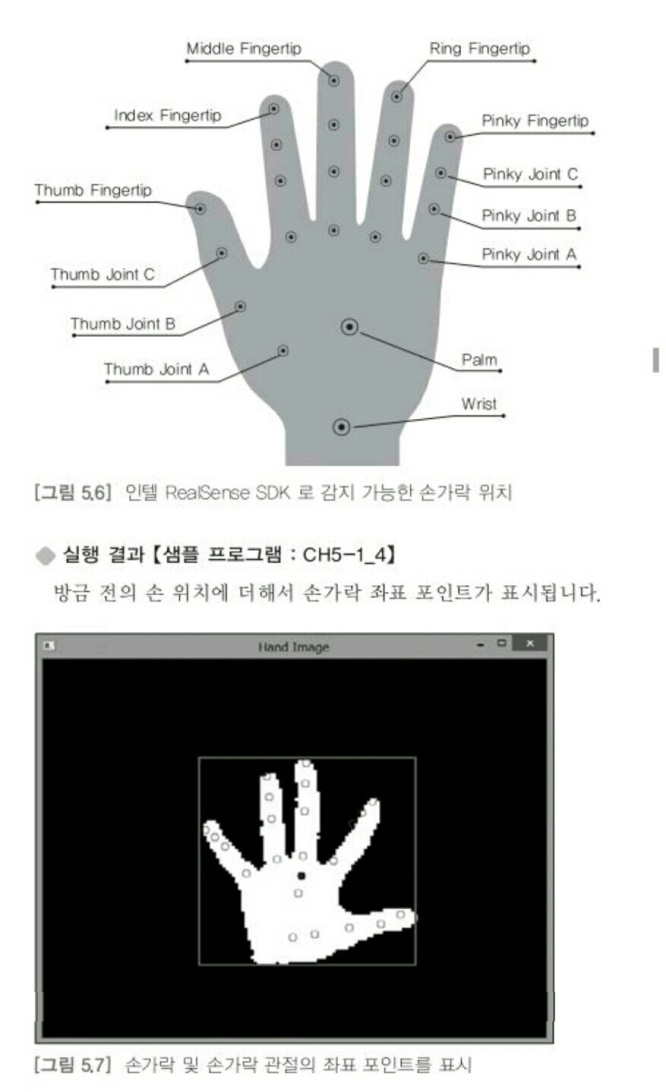 Middle Fingertip
Ring Fingertip
Index Fingertip
Pinky Fingertip
Thumb Fingertip
Pinky Joint C
Pinky Joint B
Pinky Joint A
Thumb Joint C
Thumb Joint B
Thumb Joint A
Palm
Wrist
[그림 5.6] 인텔 RealSense SDK 로 감지 가능한 손가락 위치
◆ 실행 결과 【샘플 프로그램 : CH5-1_4】
방금 전의 손 위치에 더해서 손가락 좌표 포인트가 표시됩니다.
Hand Image
[그림 5.7] 손가락 및 손가락 관절의 좌표 포인트를 표시